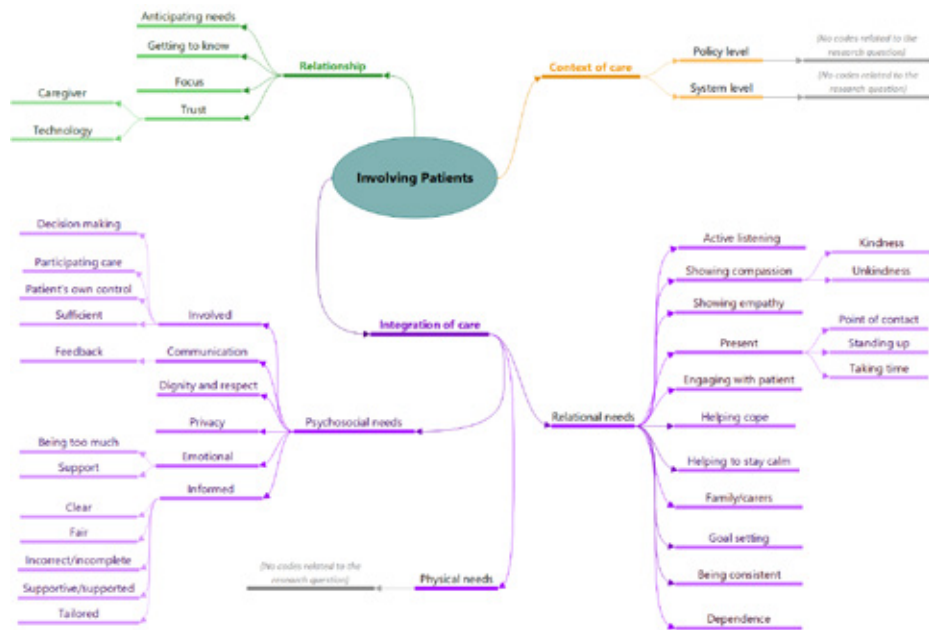 Anticipating needs
Getting to know
Relationship
Focus
Caregiver
Trust
Technology
Context of care
Policy level
(No codes related to the
research question)
System level
(No codes related to the
research question)
Involving Patients
Decision making
Participating care
Patient's own control
Sufficient
Involved
Feedback
Communication
Dignity and respect
Privacy
Psychosocial needs
Being too much
Emotional
Support
Informed
Clear
Fair
Incorrect/incomplete
Supportive/supported
Tailored
Integration of care
(No codes related to the
research question)
Physical needs
Relational needs
Active listening
Showing compassion
Kindness
Unkindness
Showing empathy
Present
Point of contact
Standing up
Taking time
Engaging with patient
Helping cope
Helping to stay calm
Family/carers
Goal setting
Being consistent
Dependence